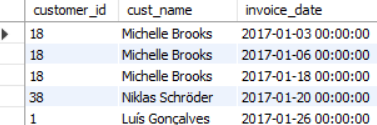 customer_id cust_name invoice_date
18 Michelle Brooks 2017-01-03 00:00:00
18 Michelle Brooks 2017-01-06 00:00:00
18 Michelle Brooks 2017-01-18 00:00:00
38 Niklas Schröder 2017-01-20 00:00:00
1 Luís Gonçalves 2017-01-26 00:00:00